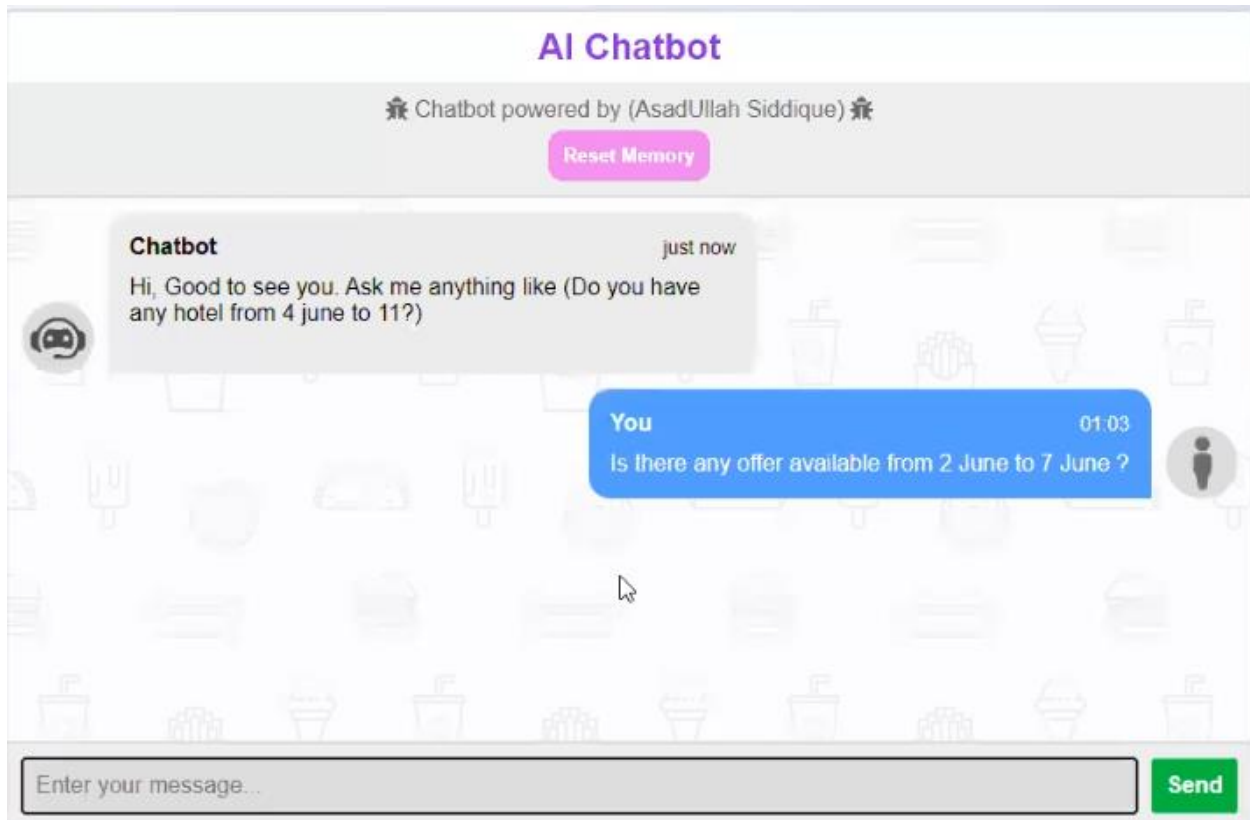 AI Chatbot
Chatbot powered by (AsadUllah Siddique)
Reset Memory
Chatbot just now
Hi, Good to see you. Ask me anything like (Do you have
any hotel from 4 june to 11?)
You 01:03
Is there any offer available from 2 June to 7 June ?
Enter your message...
Send